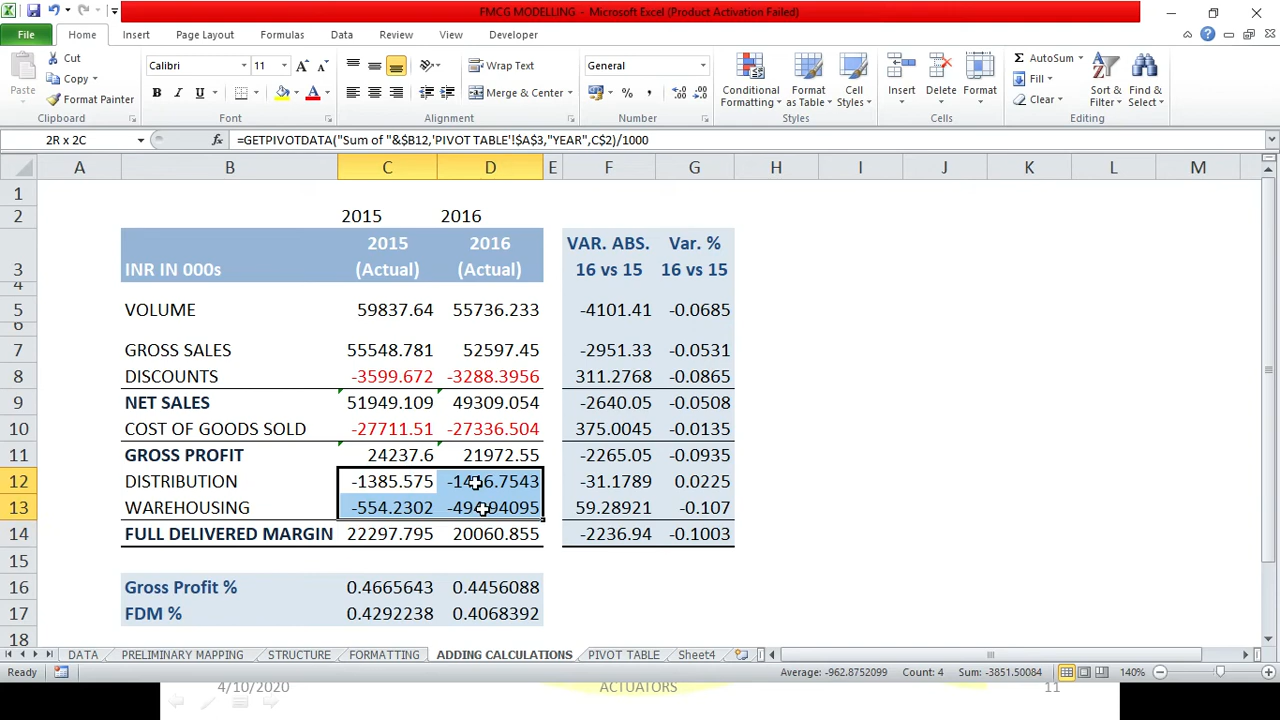 FMCG MODELLING - Microsoft Excel (Product Activation Failed)
File Home Insert Page Layout Formulas Data Review View Developer
Paste Cut Copy Format Painter Clipboard
Calibri 11 A A B I U A Font
Wrap Text Merge & Center Alignment
General % , Number
Conditional Formatting Format as Table Cell Styles Styles
Insert Delete Format Cells
Σ AutoSum Fill Clear Sort & Filter Find & Select Editing
2R x 2C fx =GETPIVOTDATA("Sum of "&$B12,'PIVOT TABLE'!$A$3,"YEAR",C$2)/1000
A B C D E F G H I J K L M
1
2 2015 2016
2015 2016 VAR. ABS. Var. %
3 INR IN 000s (Actual) (Actual) 16 vs 15 16 vs 15
4
5 VOLUME 59837.64 55736.233 -4101.41 -0.0685
6
7 GROSS SALES 55548.781 52597.45 -2951.33 -0.0531
8 DISCOUNTS -3599.672 -3288.3956 311.2768 -0.0865
9 NET SALES 51949.109 49309.054 -2640.05 -0.0508
10 COST OF GOODS SOLD -27711.51 -27336.504 375.0045 -0.0135
11 GROSS PROFIT 24237.6 21972.55 -2265.05 -0.0935
12 DISTRIBUTION -1385.575 -31.1789 0.0225
13 WAREHOUSING -554.2302 59.28921 -0.107
14 FULL DELIVERED MARGIN 22297.795 20060.855 -2236.94 -0.1003
15
16 Gross Profit % 0.4665643 0.4456088
17 FDM % 0.4292238 0.4068392
18
DATA PRELIMINARY MAPPING STRUCTURE FORMATTING ADDING CALCULATIONS PIVOT TABLE Sheet4
Ready Average: -962.8752099 Count: 4 Sum: -3851.50084 140%
4/10/2020 ACTUATORS 11